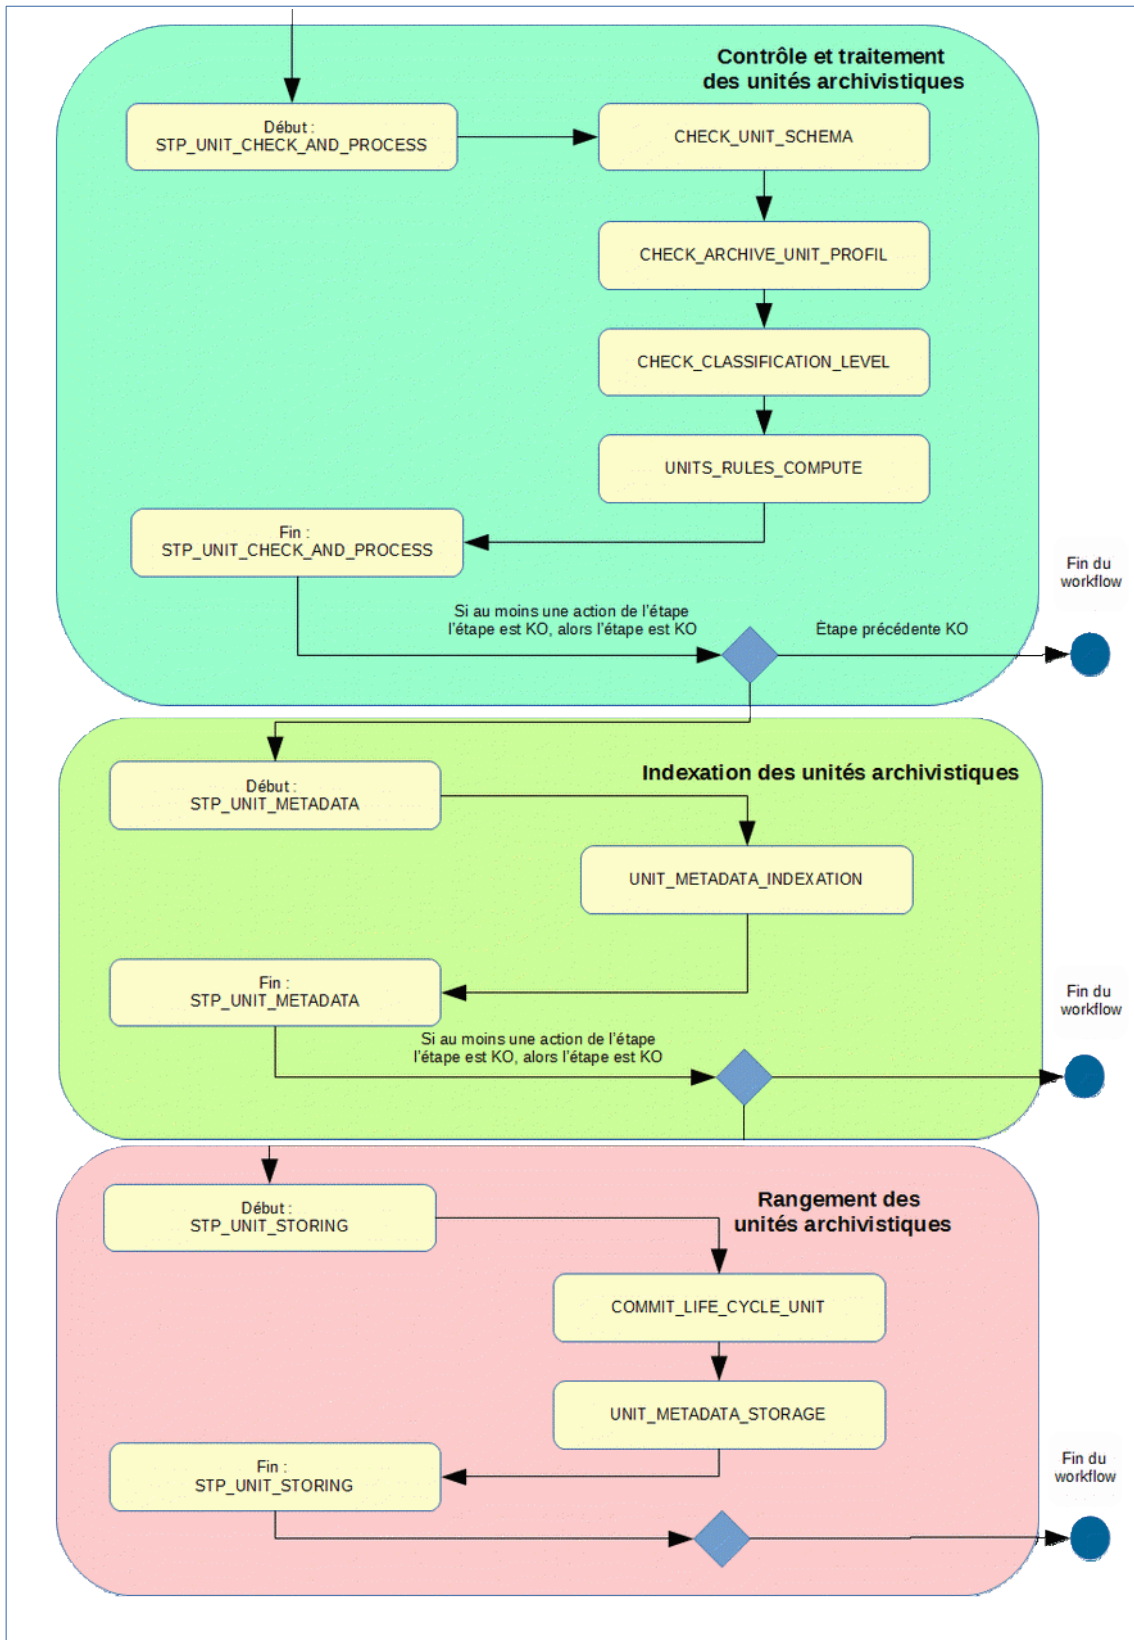 Contrôle et traitement
des unités archivistiques
Début :
STP_UNIT_CHECK_AND_PROCESS
CHECK_UNIT_SCHEMA
CHECK_ARCHIVE_UNIT_PROFIL
CHECK_CLASSIFICATION_LEVEL
UNITS_RULES_COMPUTE
Fin :
STP_UNIT_CHECK_AND_PROCESS
Fin du
workflow
Si au moins une action de l'étape
l'étape est KO, alors l'étape est KO
Étape précédente KO
Indexation des unités archivistiques
Début :
STP_UNIT_METADATA
UNIT_METADATA_INDEXATION
Fin :
STP_UNIT_METADATA
Fin du
workflow
Si au moins une action de l'étape
l'étape est KO, alors l'étape est KO
Rangement des
unités archivistiques
Début :
STP_UNIT_STORING
COMMIT_LIFE_CYCLE_UNIT
UNIT_METADATA_STORAGE
Fin :
STP_UNIT_STORING
Fin du
workflow